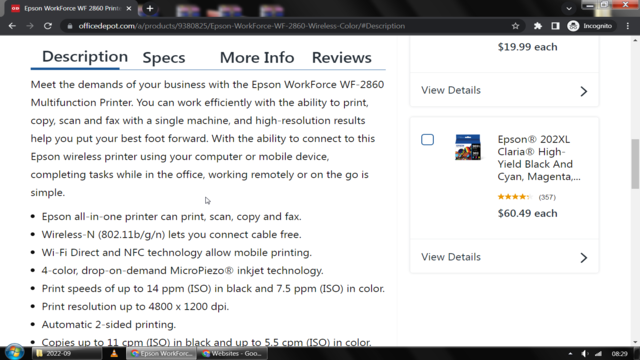 Epson WorkForce WF-2860 Printer
officedepot.com/a/products/9380825/Epson-WorkForce-WF-2860-Wireless-Color/#Description
Incognito
Description
Specs
More Info
Reviews
Meet the demands of your business with the Epson WorkForce WF-2860
Multifunction Printer. You can work efficiently with the ability to print,
copy, scan and fax with a single machine, and high-resolution results
help you put your best foot forward. With the ability to connect to this
Epson wireless printer using your computer or mobile device,
completing tasks while in the office, working remotely or on the go is
simple.
• Epson all-in-one printer can print, scan, copy and fax.
• Wireless-N (802.11b/g/n) lets you connect cable free.
• Wi-Fi Direct and NFC technology allow mobile printing.
• 4-color, drop-on-demand MicroPiezo® inkjet technology.
• Print speeds of up to 14 ppm (ISO) in black and 7.5 ppm (ISO) in color.
• Print resolution up to 4800 x 1200 dpi.
• Automatic 2-sided printing.
• Copies up to 11 cpm (ISO) in black and up to 5.5 cpm (ISO) in color.
$19.99 each
View Details
Epson® 202XL
Claria® High-
Yield Black And
Cyan, Magenta,...
(357)
$60.49 each
View Details
2022-09
Epson WorkForc...
Websites - Goo...
08:29